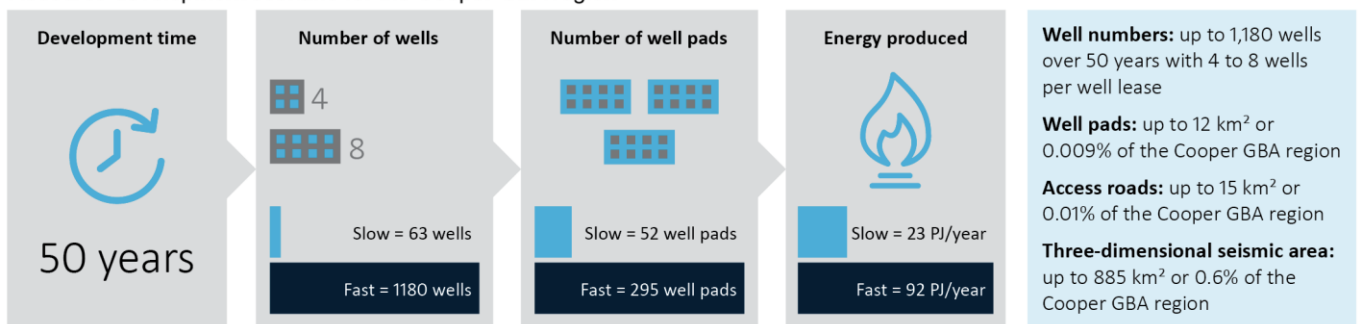 Development time
50 years
Number of wells
4
8
Slow = 63 wells
Fast = 1180 wells
Number of well pads
Slow = 52 well pads
Fast = 295 well pads
Energy produced
Slow = 23 PJ/year
Fast = 92 PJ/year
Well numbers: up to 1,180 wells
over 50 years with 4 to 8 wells
per well lease
Well pads: up to 12 km² or
0.009% of the Cooper GBA region
Access roads: up to 15 km² or
0.01% of the Cooper GBA region
Three-dimensional seismic area:
up to 885 km² or 0.6% of the
Cooper GBA region